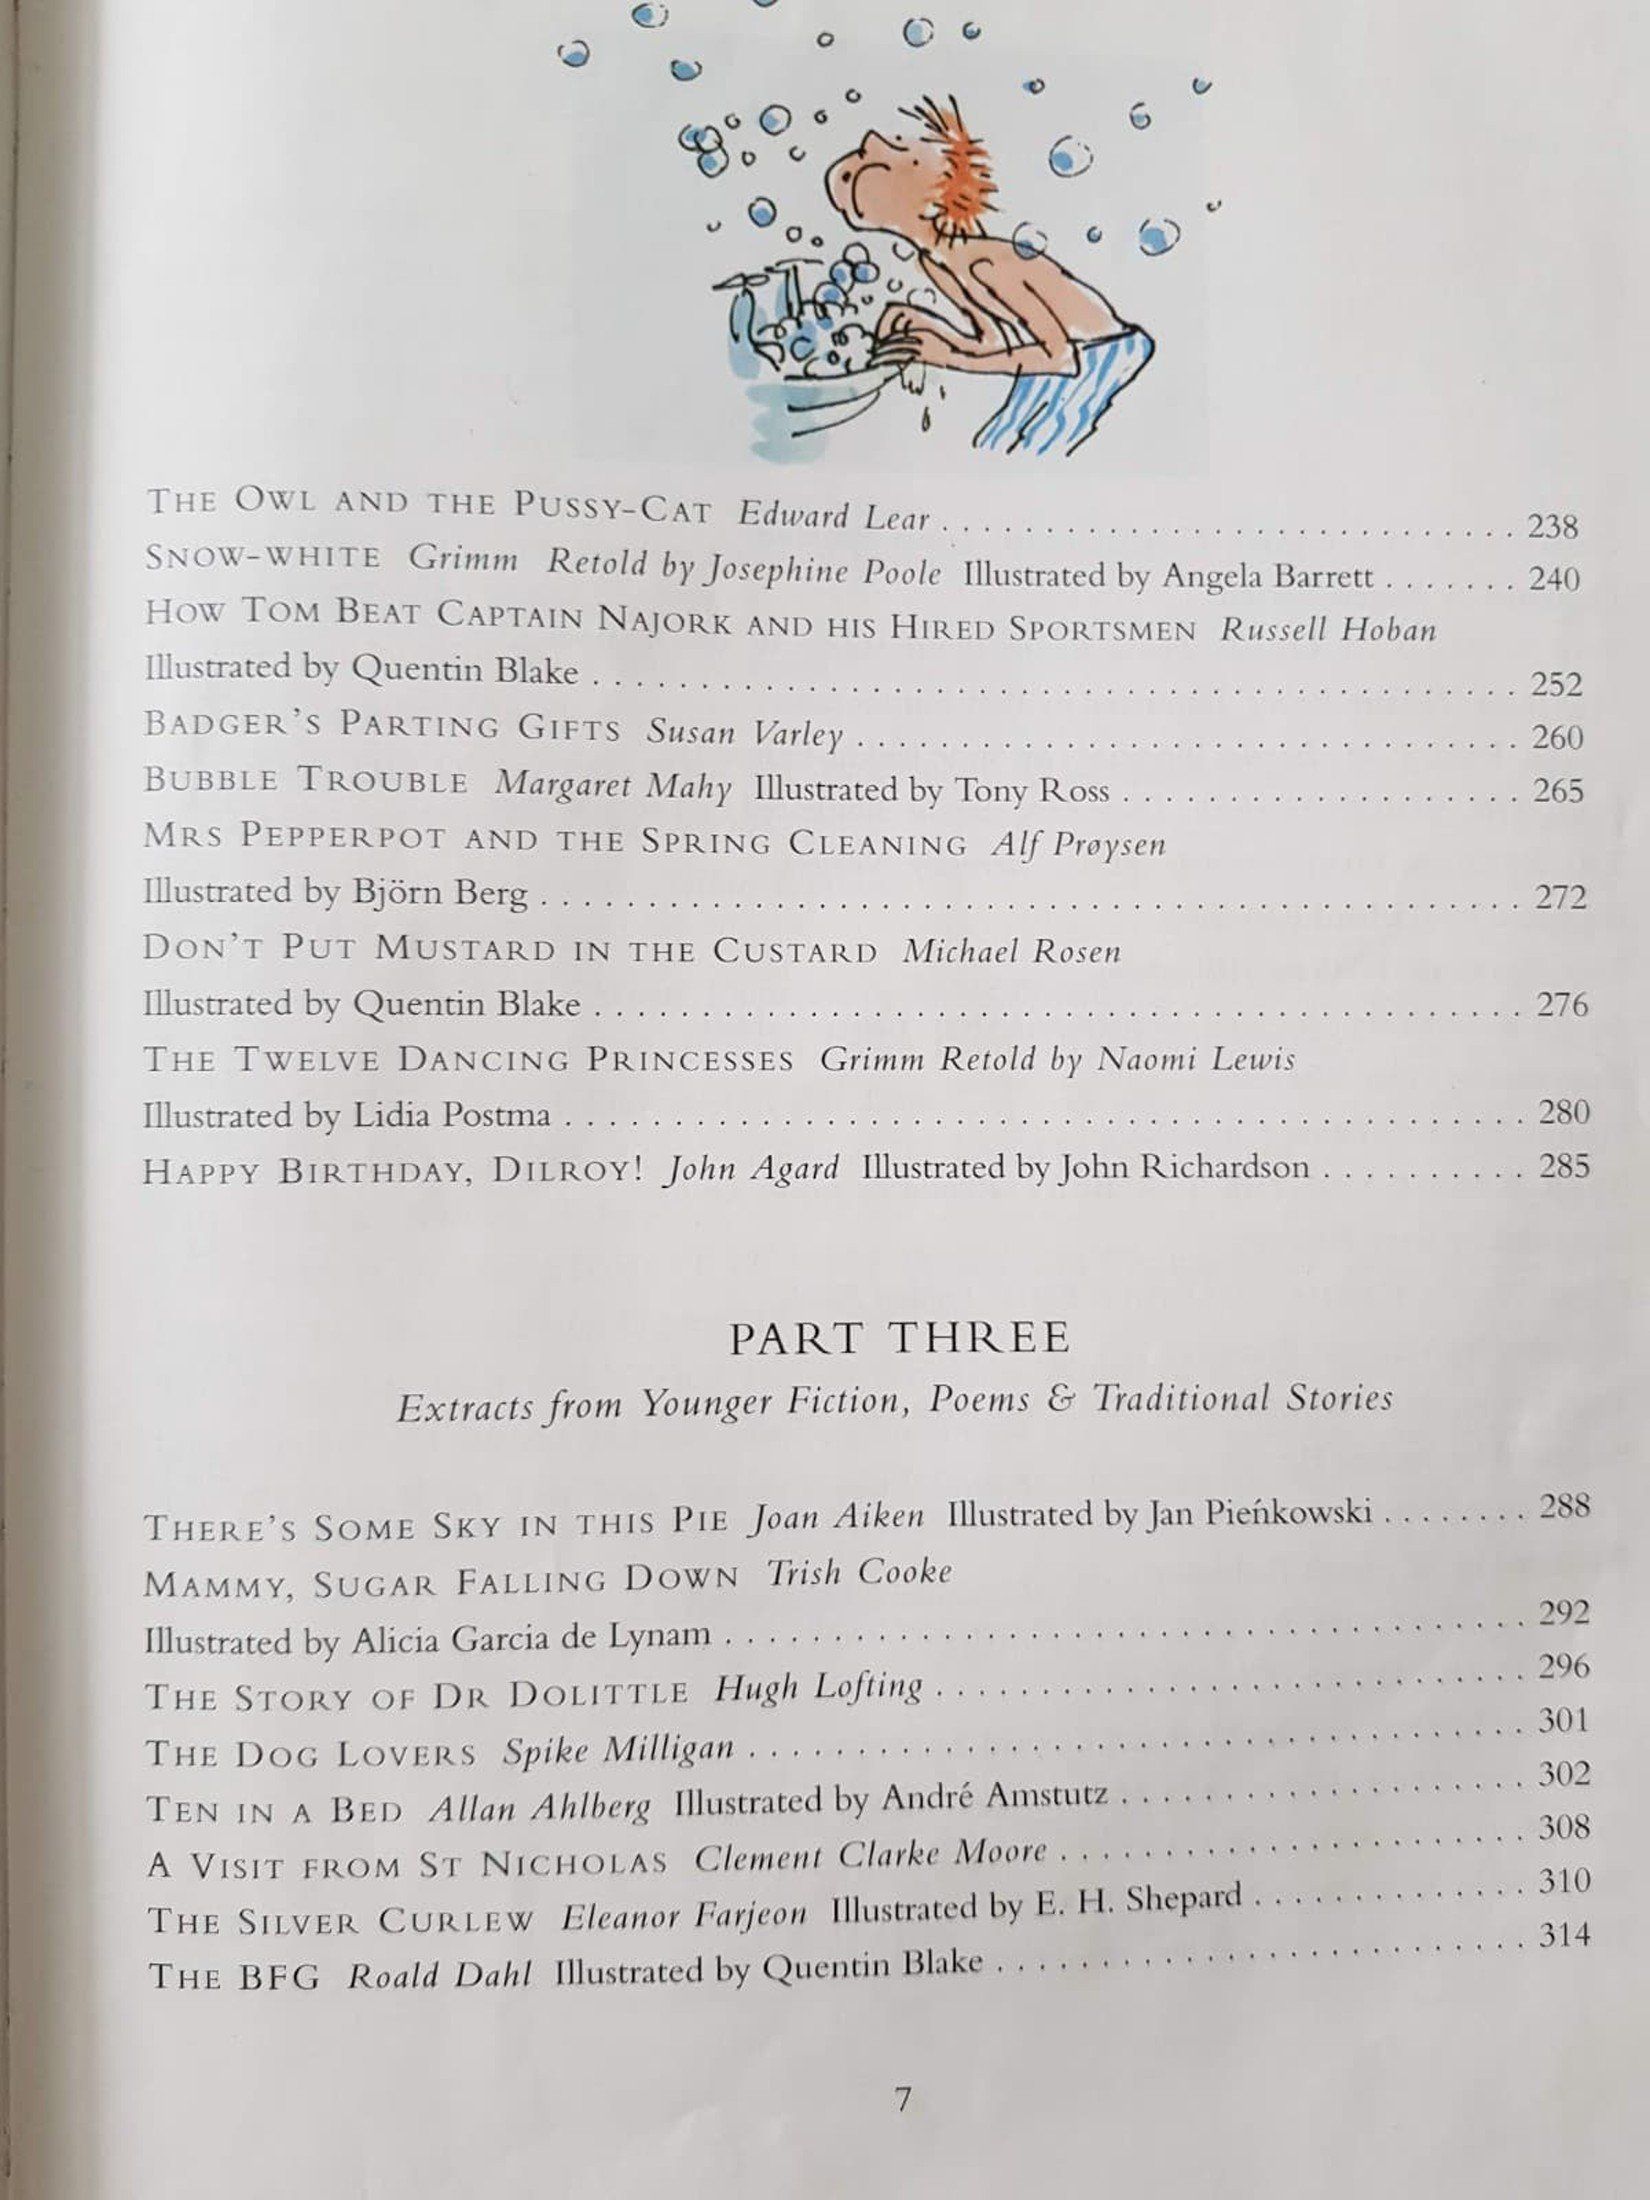 THE OWL AND THE PUSSY-CAT Edward Lear . . . . . . . . . . . . . . . . . . . . . . . . . . . 238
SNOW-WHITE Grimm Retold by Josephine Poole Illustrated by Angela Barrett . . . . . . . 240
HOW TOM BEAT CAPTAIN NAJORK AND HIS HIRED SPORTSMEN Russell Hoban
Illustrated by Quentin Blake . . . . . . . . . . . . . . . . . . . . . . . . . . . . . . . . . . . . . . . . . . . 252
BADGER'S PARTING GIFTS Susan Varley . . . . . . . . . . . . . . . . . . . . . . . . . . . . . . . 260
BUBBLE TROUBLE Margaret Mahy Illustrated by Tony Ross . . . . . . . . . . . . . . . . . . . 265
MRS PEPPERPOT AND THE SPRING CLEANING Alf Prøysen
Illustrated by Björn Berg . . . . . . . . . . . . . . . . . . . . . . . . . . . . . . . . . . . . . . . . . . . . . . 272
DON'T PUT MUSTARD IN THE CUSTARD Michael Rosen
Illustrated by Quentin Blake . . . . . . . . . . . . . . . . . . . . . . . . . . . . . . . . . . . . . . . . . . . 276
THE TWELVE DANCING PRINCESSES Grimm Retold by Naomi Lewis
Illustrated by Lidia Postma . . . . . . . . . . . . . . . . . . . . . . . . . . . . . . . . . . . . . . . . . . . . . 280
HAPPY BIRTHDAY, DILROY! John Agard Illustrated by John Richardson . . . . . . . . . . 285
PART THREE
Extracts from Younger Fiction, Poems & Traditional Stories
THERE'S SOME SKY IN THIS PIE Joan Aiken Illustrated by Jan Pieńkowski . . . . . . . . 288
MAMMY, SUGAR FALLING DOWN Trish Cooke
Illustrated by Alicia Garcia de Lynam . . . . . . . . . . . . . . . . . . . . . . . . . . . . . . . . . . . . . 292
THE STORY OF DR DOLITTLE Hugh Lofting . . . . . . . . . . . . . . . . . . . . . . . . . . . . 296
THE DOG LOVERS Spike Milligan . . . . . . . . . . . . . . . . . . . . . . . . . . . . . . . . . . . . 301
TEN IN A BED Allan Ahlberg Illustrated by André Amstutz . . . . . . . . . . . . . . . . . . . 302
A VISIT FROM ST NICHOLAS Clement Clarke Moore . . . . . . . . . . . . . . . . . . . . . . 308
THE SILVER CURLEW Eleanor Farjeon Illustrated by E. H. Shepard . . . . . . . . . . . . . 310
THE BFG Roald Dahl Illustrated by Quentin Blake . . . . . . . . . . . . . . . . . . . . . . . . . 314
7